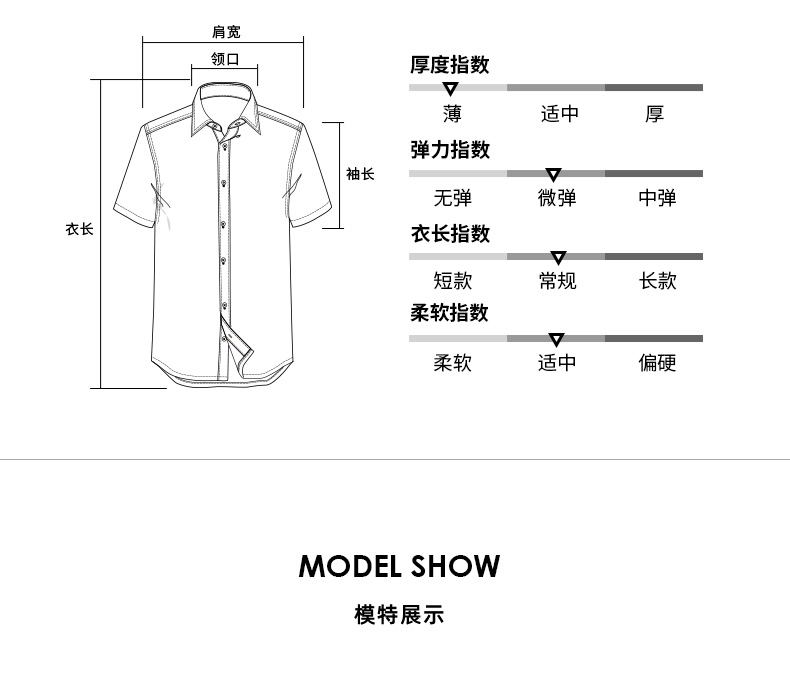 肩宽
领口
袖长
衣长
厚度指数
薄 适中 厚
弹力指数
无弹 微弹 中弹
衣长指数
短款 常规 长款
柔软指数
柔软 适中 偏硬
MODEL SHOW
模特展示